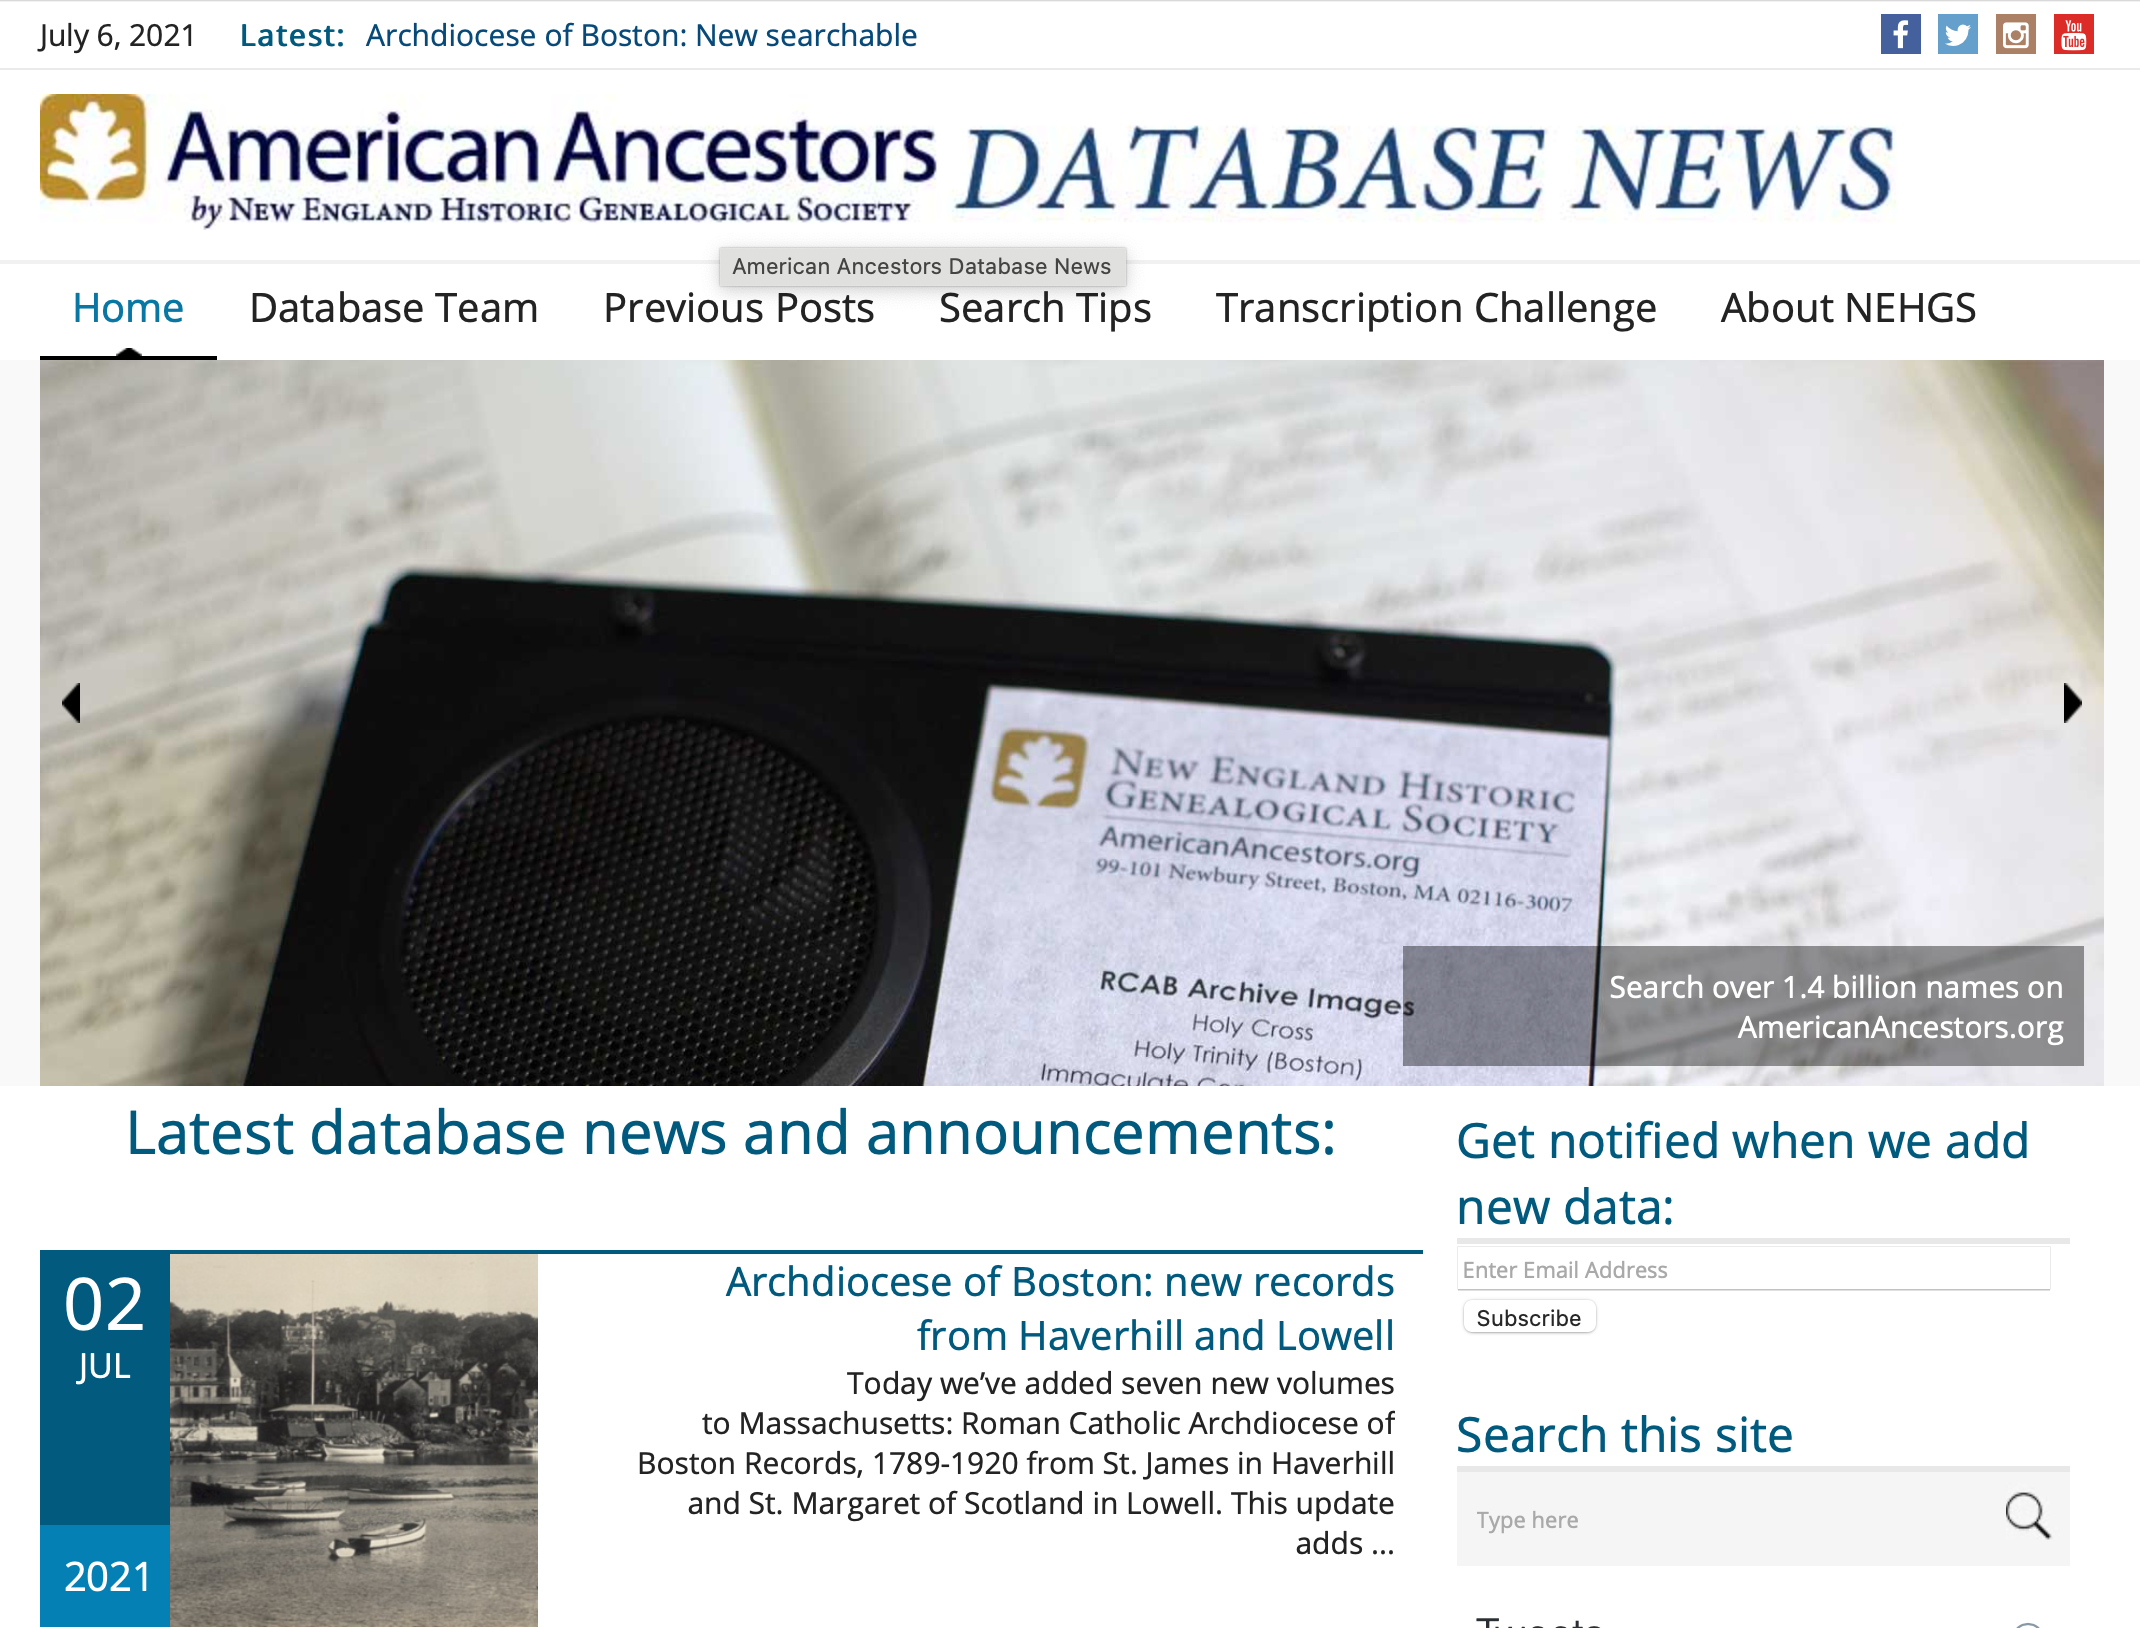 July 6, 2021 Latest: Archdiocese of Boston: New searchable
You
Tube
American Ancestors DATABASE NEWS
by NEW ENGLAND HISTORIC GENEALOGICAL SOCIETY
American Ancestors Database News
Home Database Team Previous Posts Search Tips Transcription Challenge About NEHGS
NEW ENGLAND HISTORIC
GENEALOGICAL SOCIETY
AmericanAncestors.org
99-101 Newbury Street, Boston, MA 02116-3007
RCAB Archive Images
Holy Cross
Holy Trinity (Boston)
Immaculate
Search over 1.4 billion names on
AmericanAncestors.org
Latest database news and announcements:
02
JUL
2021
Archdiocese of Boston: new records
from Haverhill and Lowell
Today we’ve added seven new volumes
to Massachusetts: Roman Catholic Archdiocese of
Boston Records, 1789-1920 from St. James in Haverhill
and St. Margaret of Scotland in Lowell. This update
adds ...
Get notified when we add
new data:
Enter Email Address
Subscribe
Search this site
Type here
Tweets